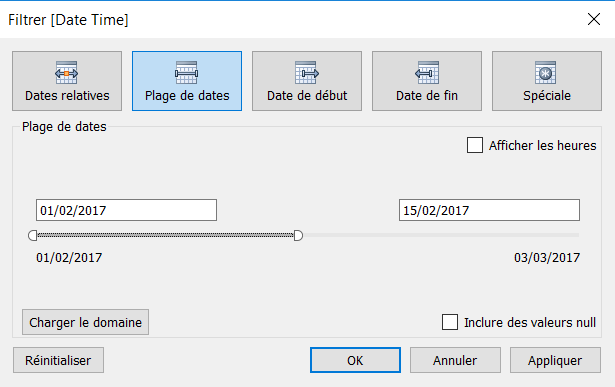 Filtrer [Date Time]
Dates relatives
Plage de dates
Date de début
Date de fin
Spéciale
Plage de dates
Afficher les heures
01/02/2017
15/02/2017
01/02/2017
03/03/2017
Charger le domaine
Inclure des valeurs null
Réinitialiser
OK
Annuler
Appliquer